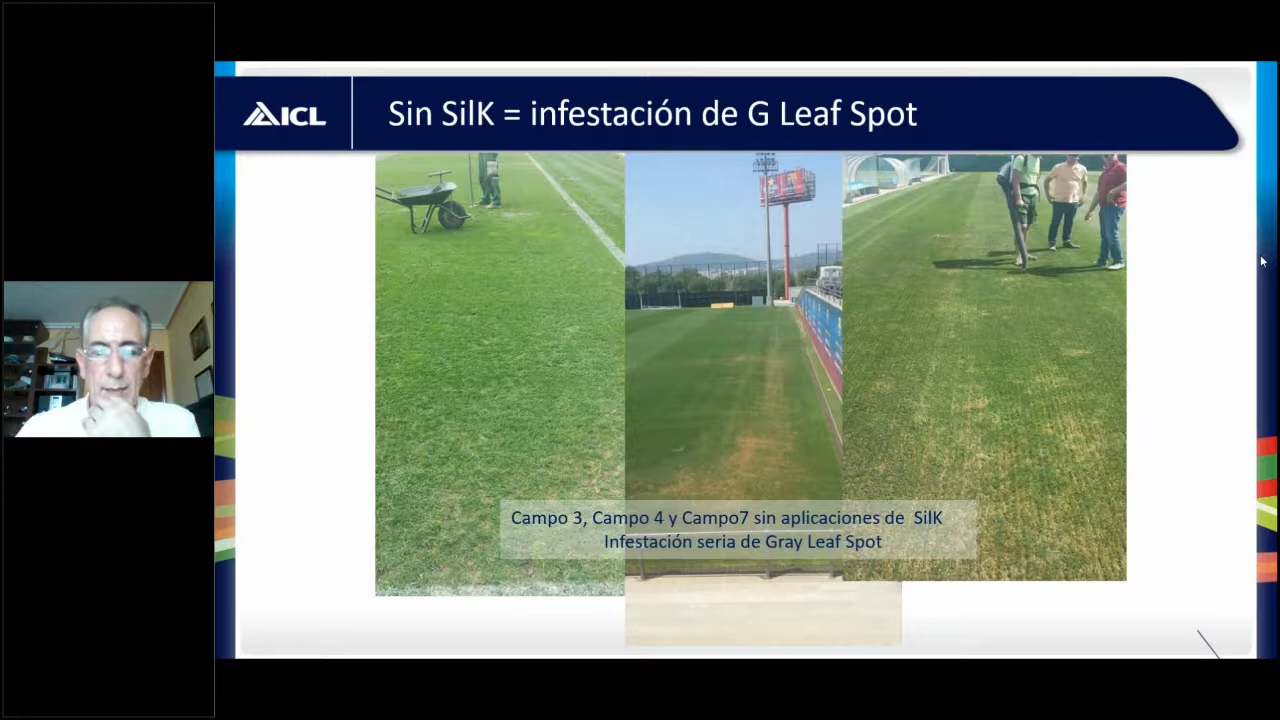 ICL
Sin SilK = infestación de G Leaf Spot
Campo 3, Campo 4 y Campo7 sin aplicaciones de SilK
Infestación seria de Gray Leaf Spot